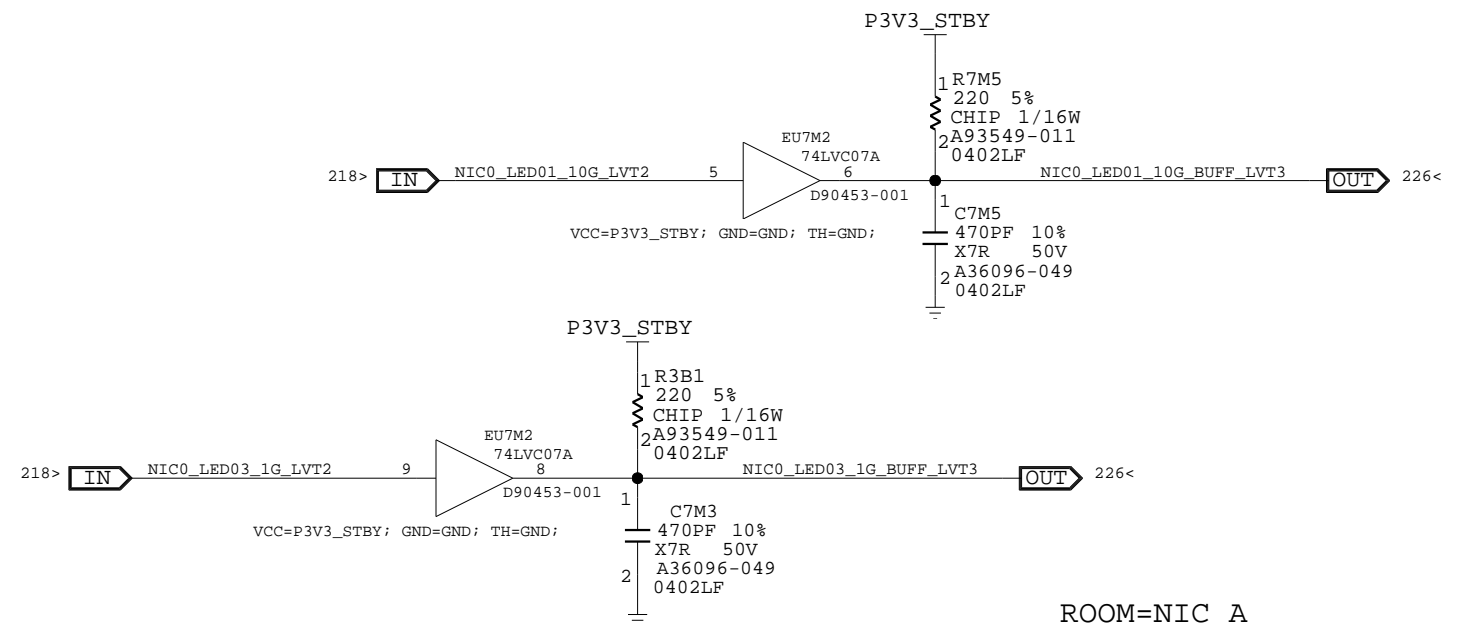 P3V3_STBY
1 R7M5
220 5%
CHIP 1/16W
2 A93549-011
0402LF
EU7M2
74LVC07A
218> IN NIC0_LED01_10G_LVT2 5 6 NIC0_LED01_10G_BUFF_LVT3 OUT 226<
D90453-001
1 C7M5
VCC=P3V3_STBY; GND=GND; TH=GND; 470PF 10%
X7R 50V
2 A36096-049
0402LF
P3V3_STBY
1 R3B1
220 5%
CHIP 1/16W
2 A93549-011
0402LF
EU7M2
74LVC07A
218> IN NIC0_LED03_1G_LVT2 9 8 NIC0_LED03_1G_BUFF_LVT3 OUT 226<
D90453-001
1 C7M3
VCC=P3V3_STBY; GND=GND; TH=GND; 470PF 10%
X7R 50V
2 A36096-049
0402LF
ROOM=NIC A